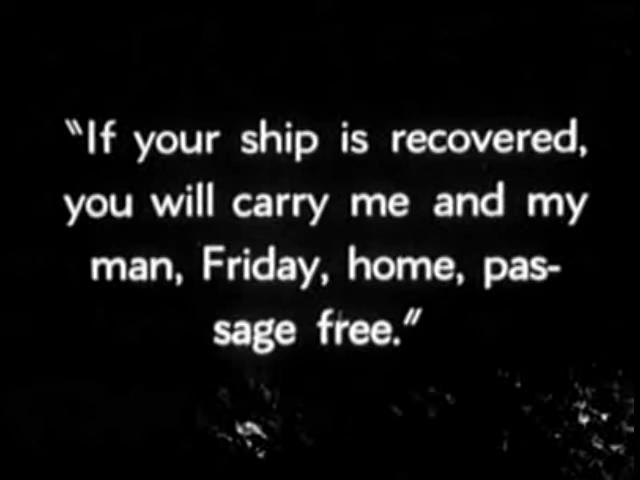 "If your ship is recovered,
you will carry me and my
man, Friday, home, pas-
sage free."